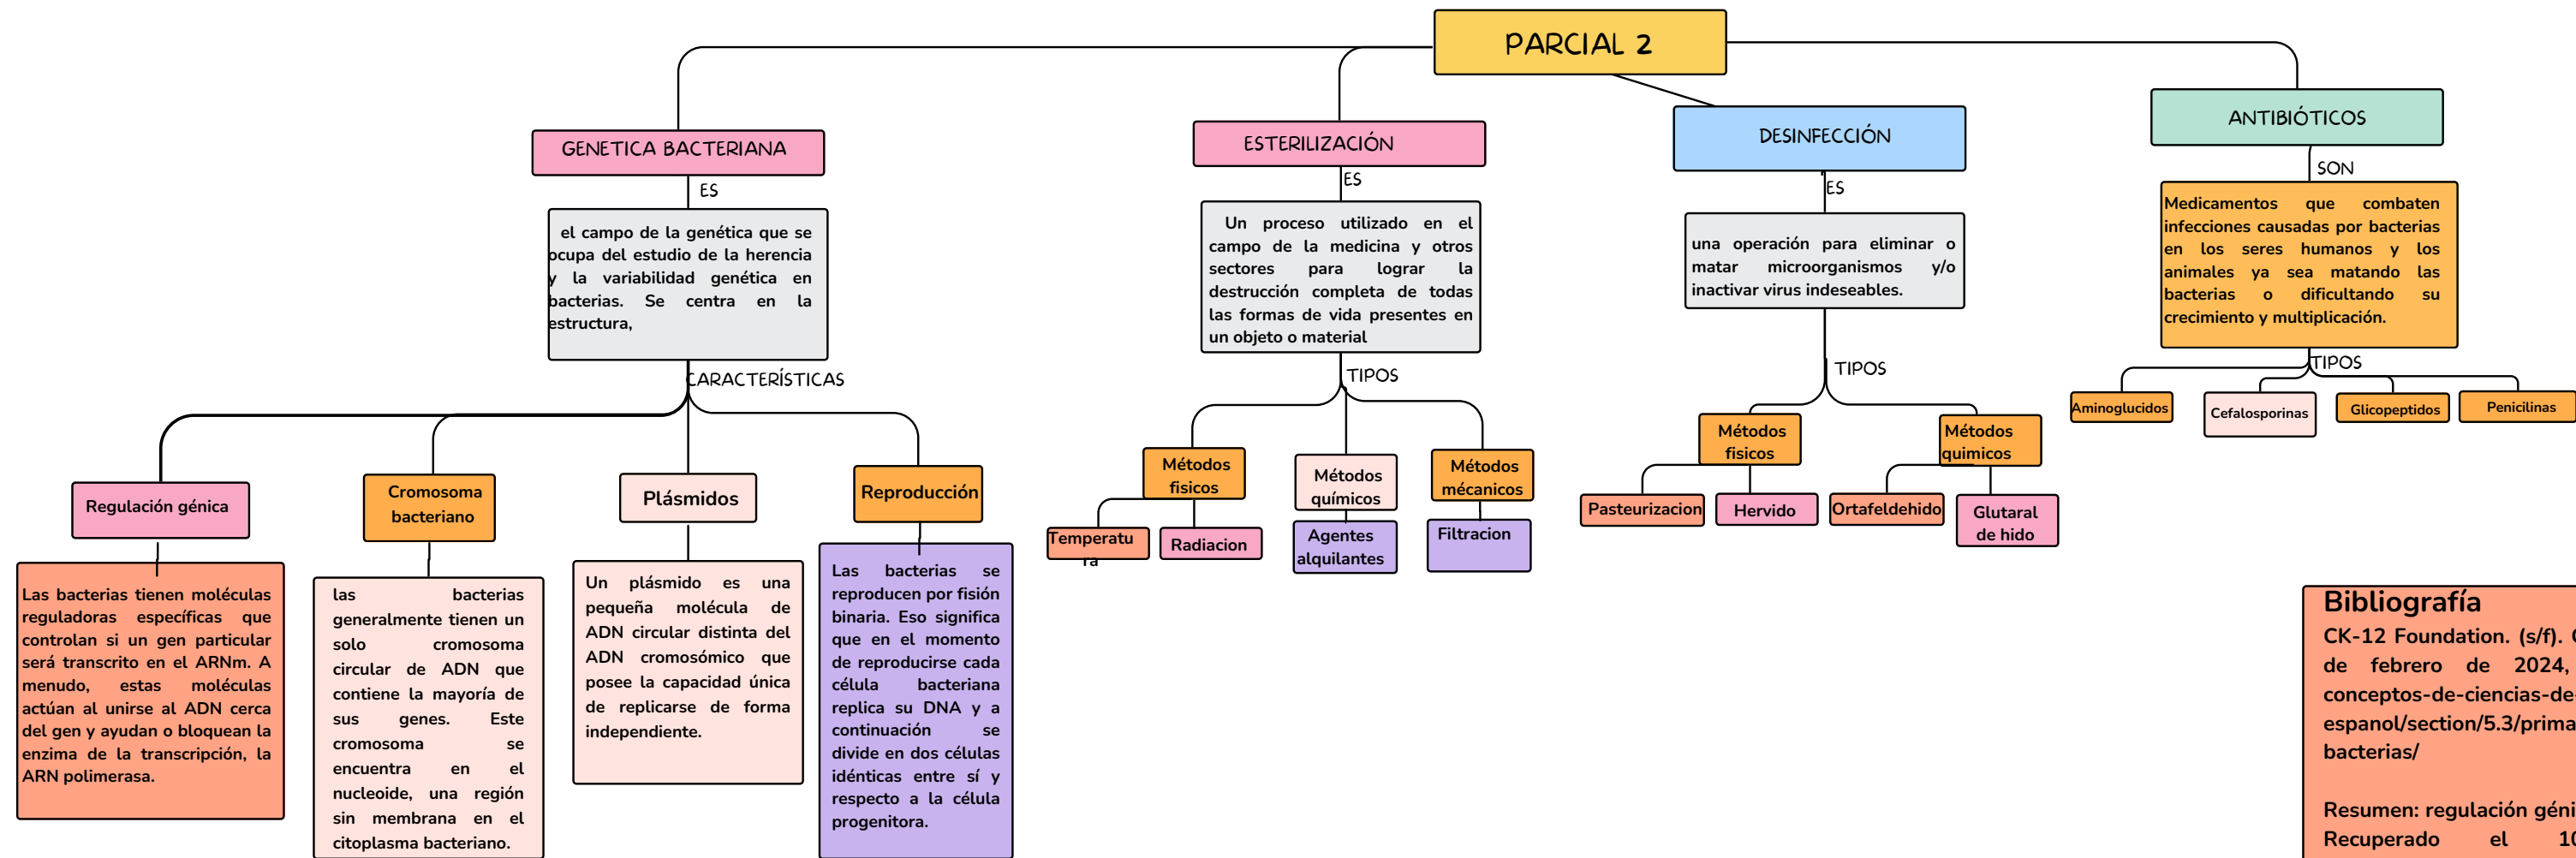 PARCIAL 2
GENETICA BACTERIANA
ES
el campo de la genética que se
ocupa del estudio de la herencia
y la variabilidad genética en
bacterias. Se centra en la
estructura,
CARACTERÍSTICAS
Regulación génica
Las bacterias tienen moléculas
reguladoras específicas que
controlan si un gen particular
será transcrito en el ARNm. A
menudo, estas moléculas
actúan al unirse al ADN cerca
del gen y ayudan o bloquean la
enzima de la transcripción, la
ARN polimerasa.
Cromosoma
bacteriano
las bacterias
generalmente tienen un
solo cromosoma
circular de ADN que
contiene la mayoría de
sus genes. Este
cromosoma se
encuentra en el
nucleoide, una región
sin membrana en el
citoplasma bacteriano.
Plásmidos
Un plásmido es una
pequeña molécula de
ADN circular distinta del
ADN cromosómico que
posee la capacidad única
de replicarse de forma
independiente.
Reproducción
Las bacterias se
reproducen por fisión
binaria. Eso significa
que en el momento
de reproducirse cada
célula bacteriana
replica su DNA y a
continuación se
divide en dos células
idénticas entre sí y
respecto a la célula
progenitora.
ESTERILIZACIÓN
ES
Un proceso utilizado en el
campo de la medicina y otros
sectores para lograr la
destrucción completa de todas
las formas de vida presentes en
un objeto o material
TIPOS
Métodos
fisicos
Temperatu
ra
Radiacion
Métodos
químicos
Agentes
alquilantes
Métodos
mécanicos
Filtracion
DESINFECCIÓN
ES
una operación para eliminar o
matar microorganismos y/o
inactivar virus indeseables.
TIPOS
Métodos
fisicos
Pasteurizacion
Hervido
Métodos
quimicos
Ortafeldehido
Glutaral
de hido
ANTIBIÓTICOS
SON
Medicamentos que combaten
infecciones causadas por bacterias
en los seres humanos y los
animales ya sea matando las
bacterias o dificultando su
crecimiento y multiplicación.
TIPOS
Aminoglucidos
Cefalosporinas
Glicopeptidos
Penicilinas
Bibliografía
CK-12 Foundation. (s/f).
de febrero de 2024,
conceptos-de-ciencias-de-
espanol/section/5.3/prima
bacterias/
Resumen: regulación géni
Recuperado el 10